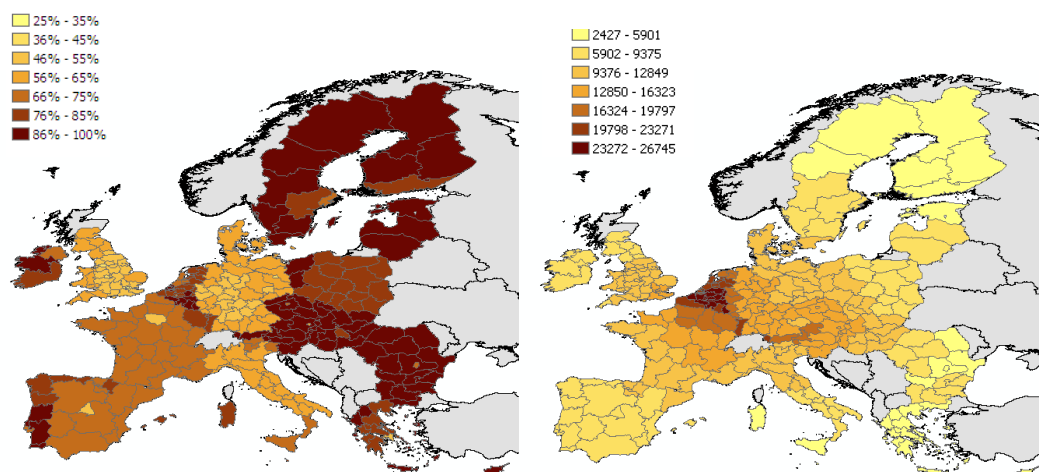 25% - 35%
36% - 45%
46% - 55%
56% - 65%
66% - 75%
76% - 85%
86% - 100%
2427 - 5901
5902 - 9375
9376 - 12849
12850 - 16323
16324 - 19797
19798 - 23271
23272 - 26745